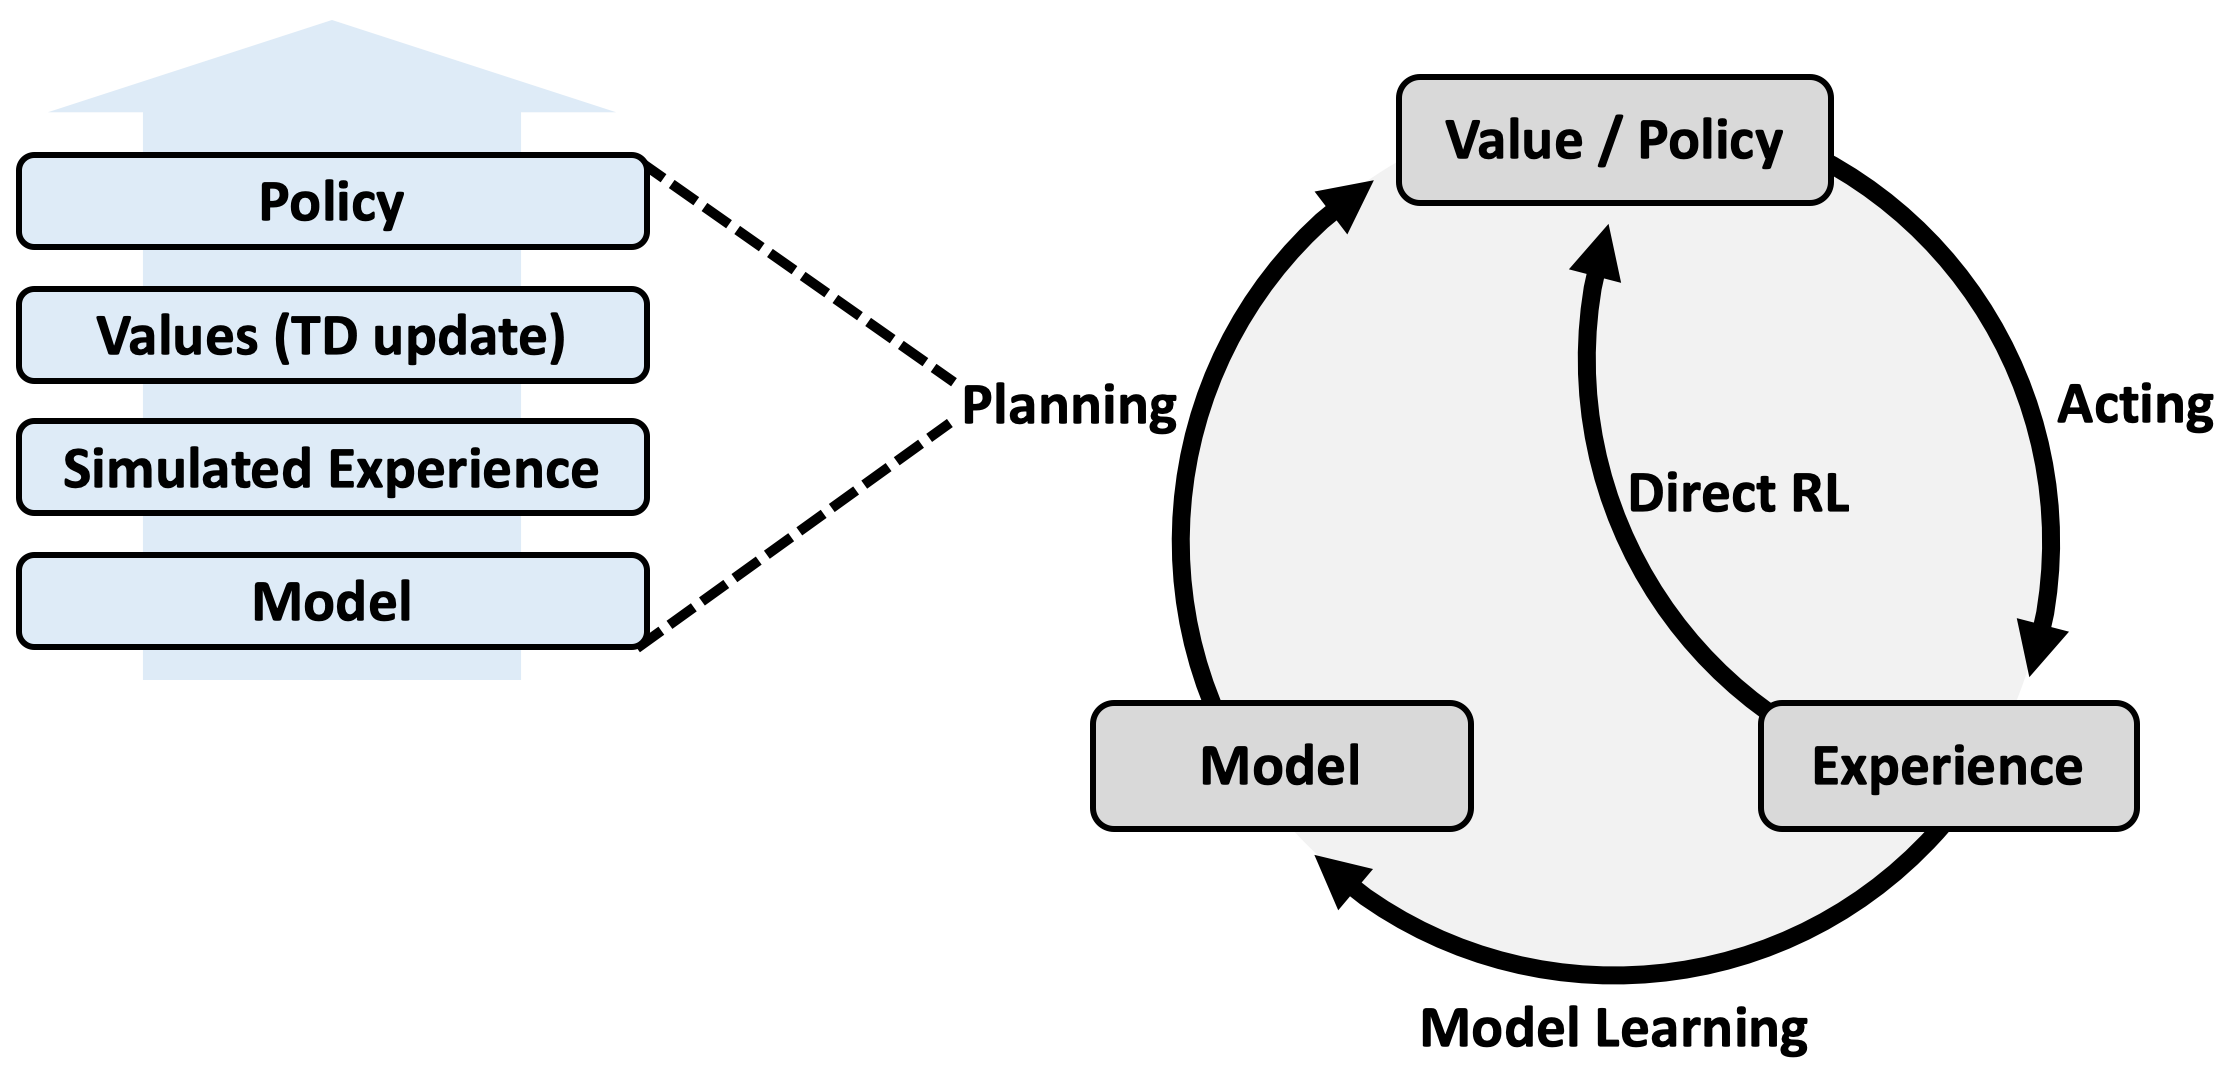 Policy
Values (TD update)
Simulated Experience
Model
Planning
Value / Policy
Acting
Direct RL
Model
Experience
Model Learning